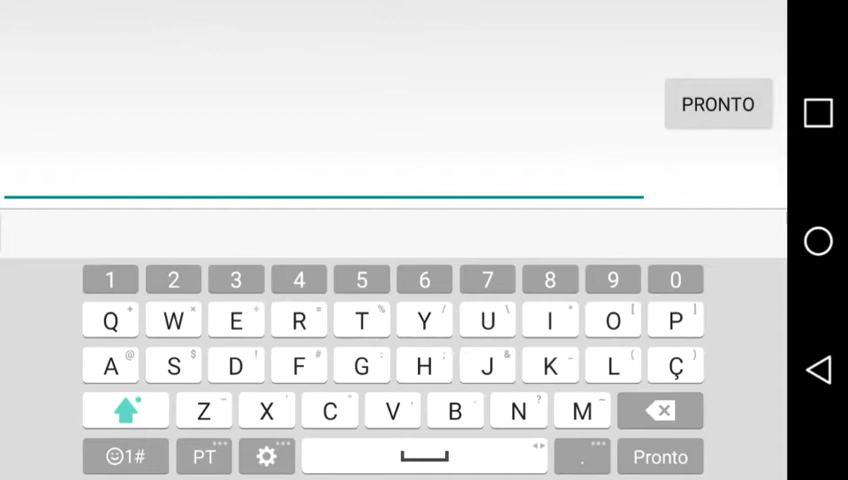 PRONTO
1 2 3 4 5 6 7 8 9 0
Q W E R T Y U I O P
A S D F G H J K L Ç
Z X C V B N M
1# PT . Pronto